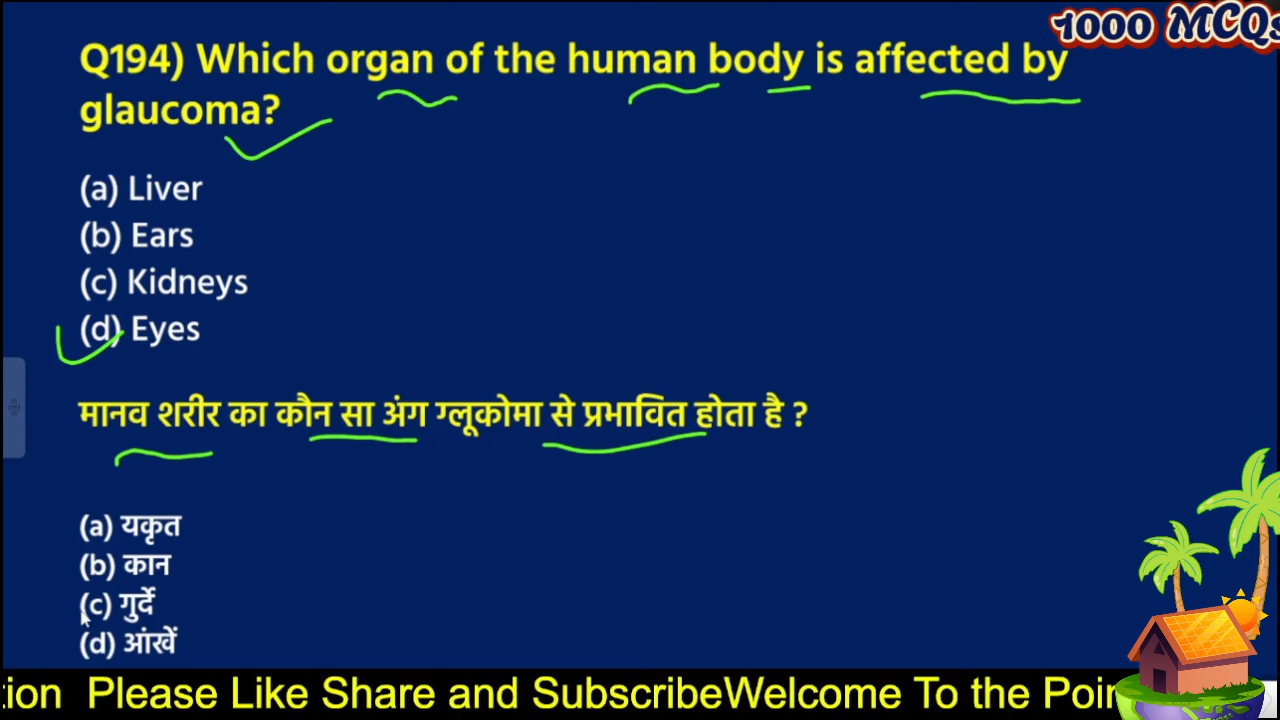 1000 MCQs
Q194) Which organ of the human body is affected by
glaucoma?
(a) Liver
(b) Ears
(c) Kidneys
(d) Eyes
मानव शरीर का कौन सा अंग ग्लूकोमा से प्रभावित होता है ?
(a) यकृत
(b) कान
(c) गुर्दे
(d) आंखें
tion Please Like Share and SubscribeWelcome To the Poin